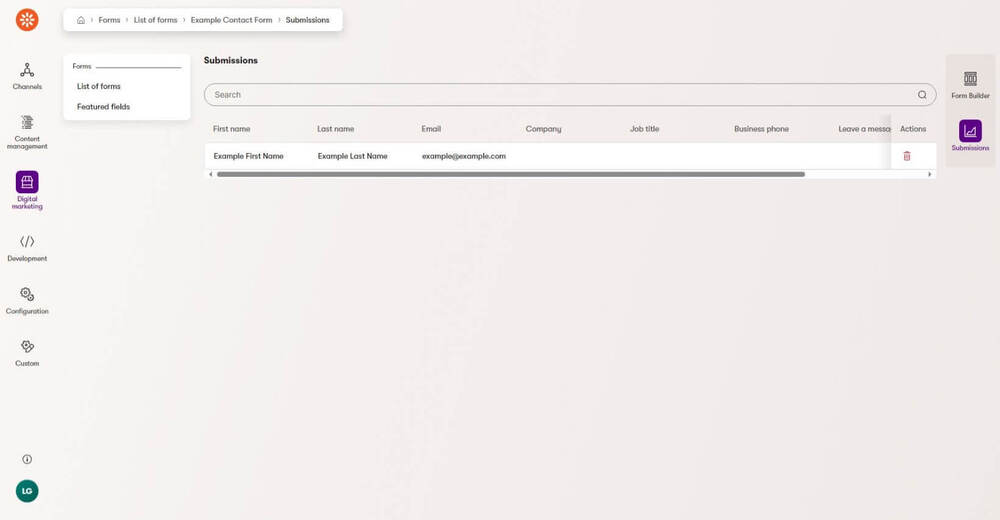 Forms > List of forms > Example Contact Form > Submissions
Channels
Content
management
Digital
marketing
Development
Configuration
Custom
LG
Forms
List of forms
Featured fields
Submissions
Search
First name Last name Email Company Job title Business phone Leave a messag Actions
Example First Name Example Last Name example@example.com
Form Builder
Submissions